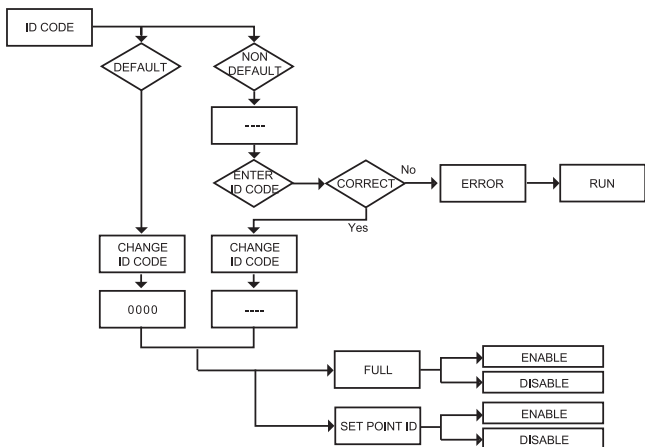 ID CODE
DEFAULT
NON
DEFAULT
----
ENTER
ID CODE
CORRECT
No
ERROR
RUN
Yes
CHANGE
ID CODE
CHANGE
ID CODE
0000
----
FULL
ENABLE
DISABLE
SET POINT ID
ENABLE
DISABLE